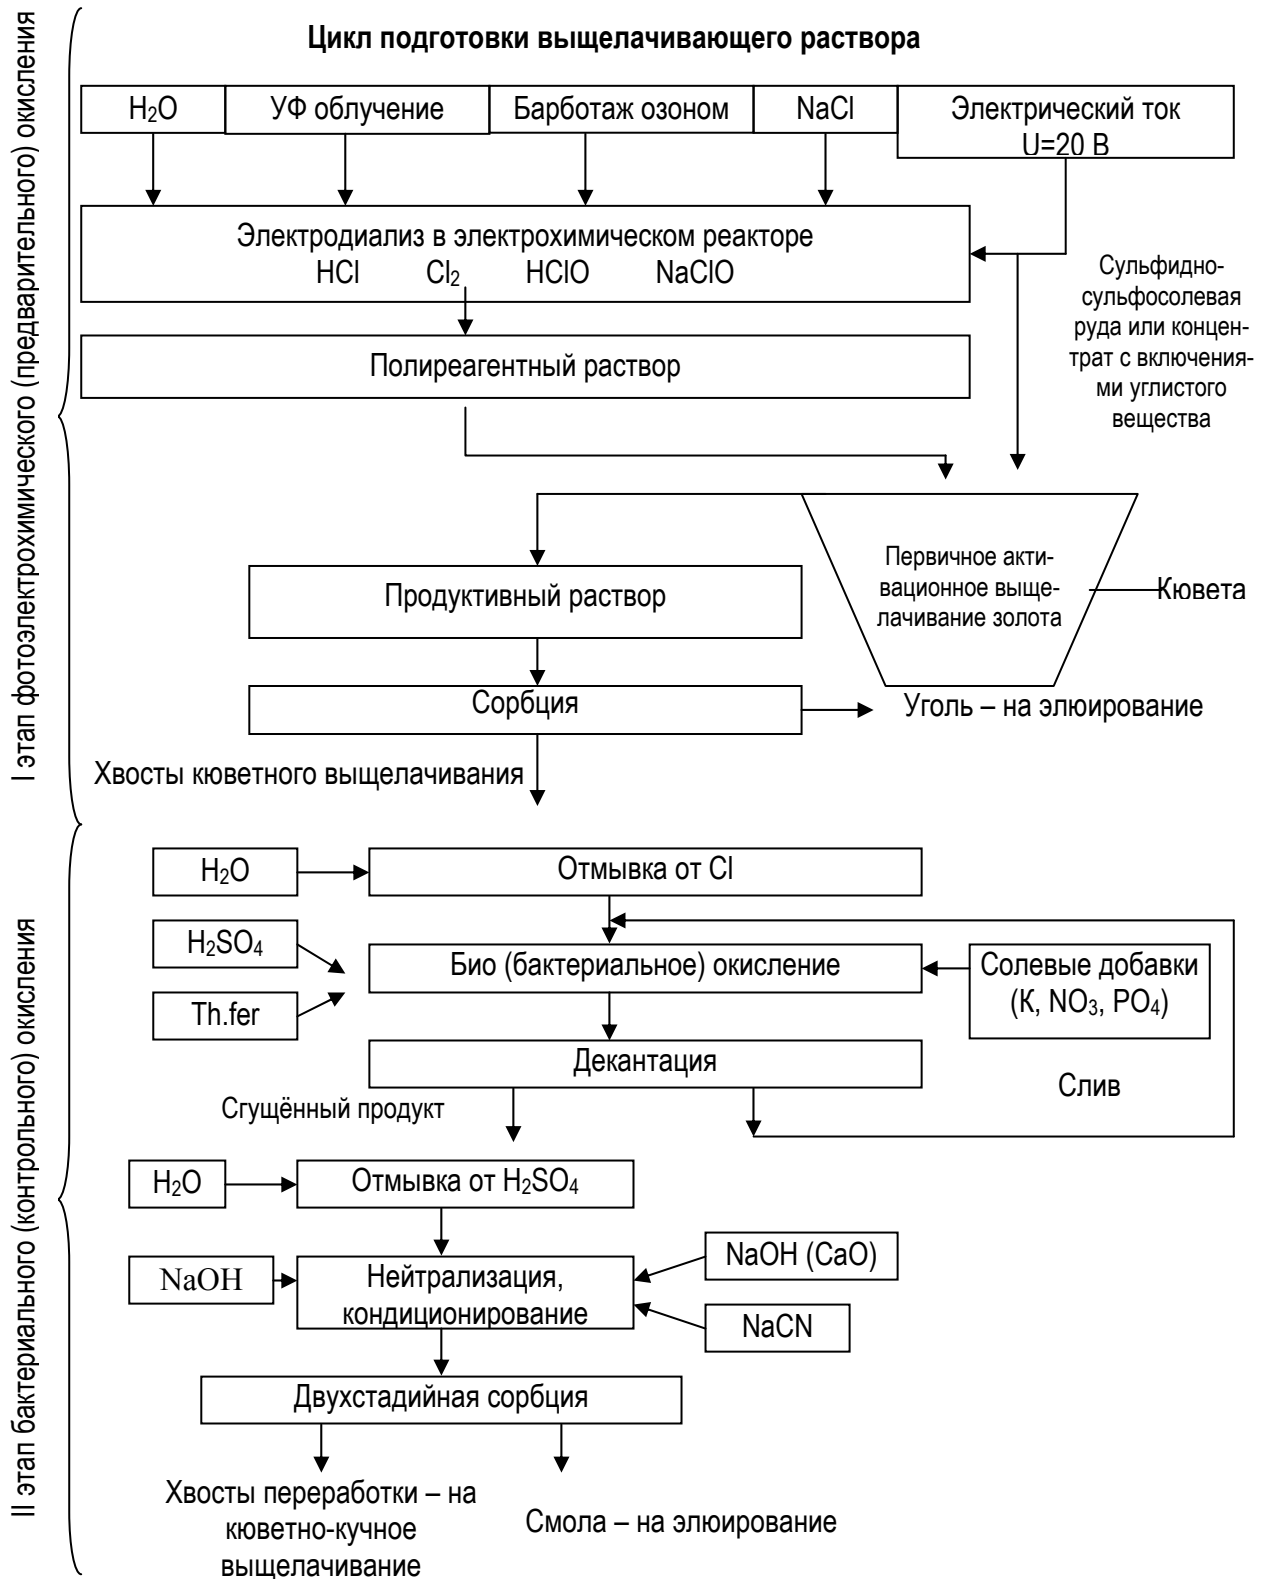 Цикл подготовки выщелачивающего раствора
I этап фотоэлектрохимического (предварительного) окисления
H₂O
УФ облучение
Барботаж озоном
NaCl
Электрический ток
U=20 В
Электродиализ в электрохимическом реакторе
HCl Cl₂ HClO NaClO
Сульфидно-
сульфосолевая
руда или концен-
трат с включения-
ми углистого
вещества
Полиреагентный раствор
Первичное акти-
вационное выще-
лачивание золота
Кювета
Продуктивный раствор
Сорбция
Уголь – на элюирование
Хвосты кюветного выщелачивания
II этап бактериального (контрольного) окисления
H₂O
Отмывка от Cl
H₂SO₄
Био (бактериальное) окисление
Солевые добавки
(К, NO₃, PO₄)
Th.fer
Декантация
Слив
Сгущённый продукт
H₂O
Отмывка от H₂SO₄
NaOH (CaO)
NaOH
Нейтрализация,
кондиционирование
NaCN
Двухстадийная сорбция
Хвосты переработки – на
кюветно-кучное
выщелачивание
Смола – на элюирование